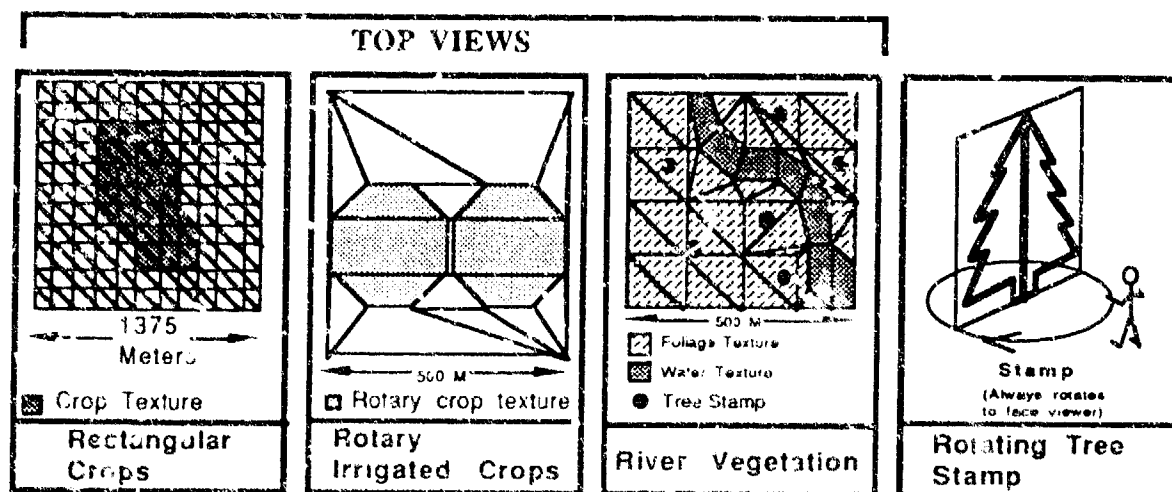 TOP VIEWS
1375
Meters
Crop Texture
Rectangular
Crops
500 M
Rotary crop texture
Rotary
Irrigated Crops
500 M
Foliage Texture
Water Texture
Tree Stamp
River Vegetation
Stamp
(Always rotates
to face viewer)
Rotating Tree
Stamp